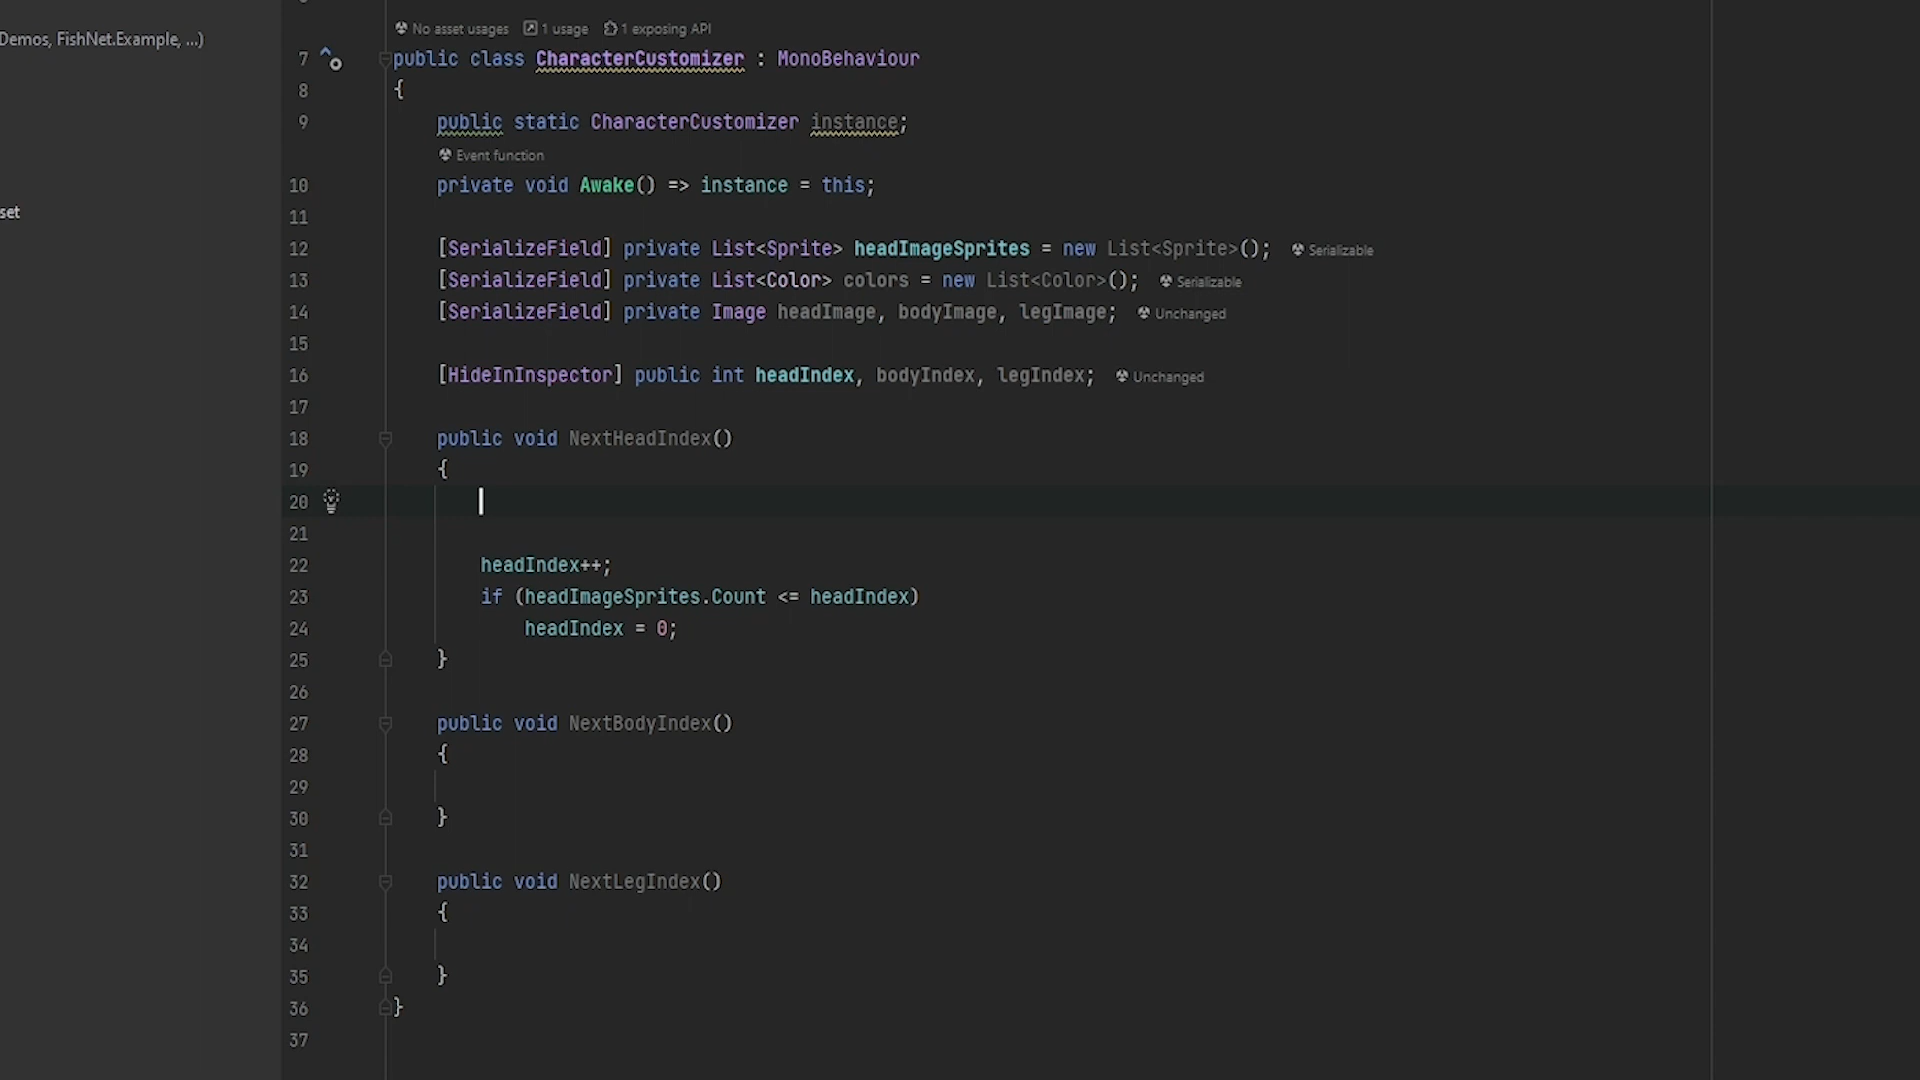 No asset usages 1 usage 1 exposing API
Demos, FishNet.Example, ...)
7 public class CharacterCustomizer : MonoBehaviour
8 {
9 public static CharacterCustomizer instance;
Event function
10 private void Awake() => instance = this;
set
11
12 [SerializeField] private List<Sprite> headImageSprites = new List<Sprite>(); Serializable
13 [SerializeField] private List<Color> colors = new List<Color>(); Serializable
14 [SerializeField] private Image headImage, bodyImage, legImage; Unchanged
15
16 [HideInInspector] public int headIndex, bodyIndex, legIndex; Unchanged
17
18 public void NextHeadIndex()
19 {
20
21
22 headIndex++;
23 if (headImageSprites.Count <= headIndex)
24 headIndex = 0;
25 }
26
27 public void NextBodyIndex()
28 {
29
30 }
31
32 public void NextLegIndex()
33 {
34
35 }
36 }
37